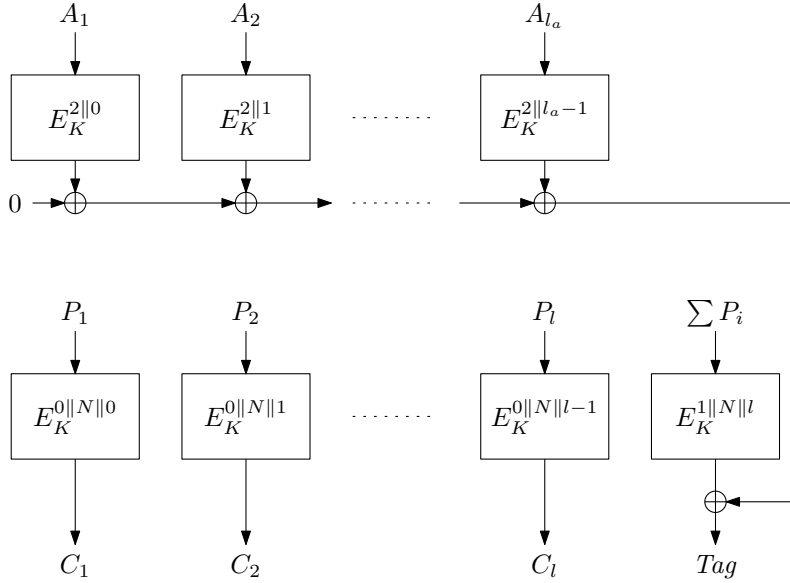 A_1 A_2 A_{l_a}
E_K^{2‖0} E_K^{2‖1} ........ E_K^{2‖l_a−1}
0 ⊕ ⊕ ........ ⊕
P_1 P_2 P_l ∑ P_i
E_K^{0‖N‖0} E_K^{0‖N‖1} ........ E_K^{0‖N‖l−1} E_K^{1‖N‖l}
⊕
C_1 C_2 C_l Tag